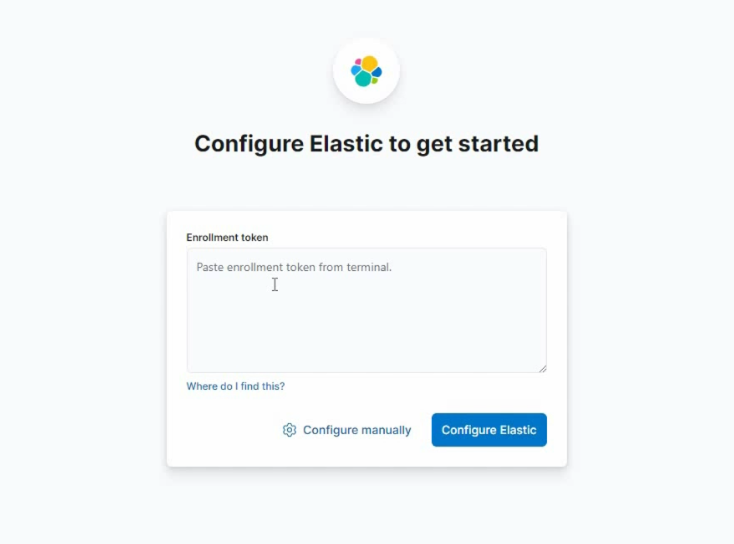 Configure Elastic to get started
Enrollment token
Paste enrollment token from terminal.
Where do I find this?
Configure manually
Configure Elastic